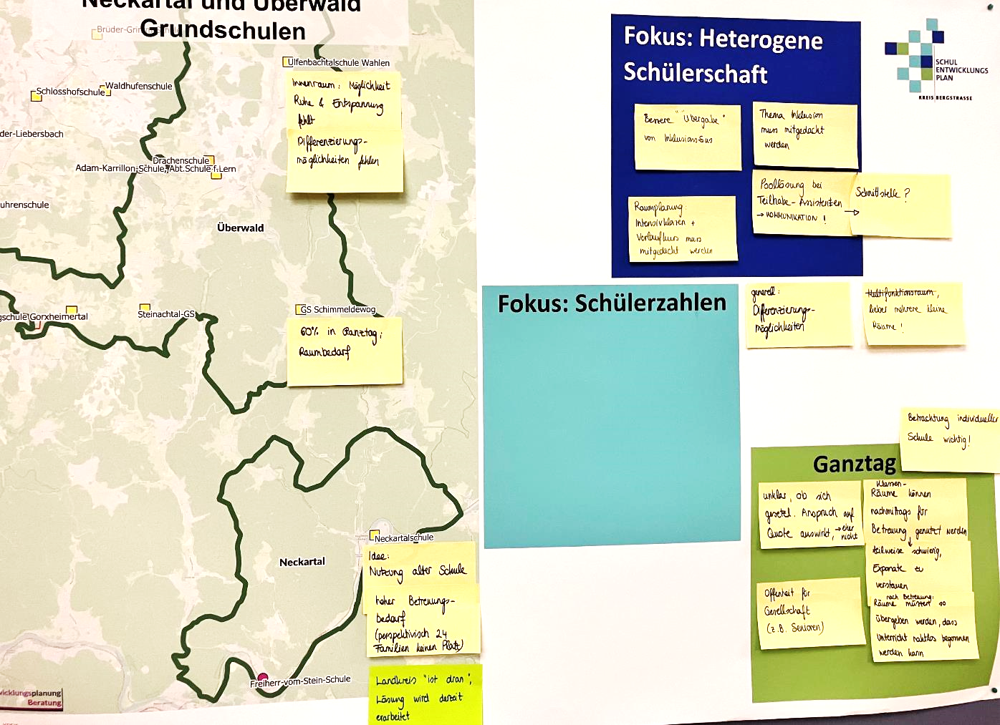 Neckartal und Überwald
Grundschulen
Brüder-Grimm-Schule
Ulfenbachtalschule Wahlen
Schlosshofschule
Waldhufenschule
der-Liebersbach
Drachenschule
Adam-Karrillon-Schule, Abt.Schule f. Lern
uhrenschule
Überwald
gschule Gorxheimertal
Steinachtal-GS
GS Schimmeldewog
Neckartalschule
Neckartal
Freiherr-vom-Stein-Schule
wicklungsplanung
Beratung
Innenraum: Möglichkeit
Ruhe & Entspannung
fehlt
Differenzierungs-
möglichkeiten fehlen
60% in Ganztag;
Raumbedarf
Idee:
Nutzung alter Schule
hoher Betreuungs-
bedarf
(perspektivisch 24
Familien keinen Platz)
Landkreis "ist dran";
Lösung wird derzeit
erarbeitet
Fokus: Heterogene
Schülerschaft
Bessere "Übergabe"
von Inklusions-SuS
Thema Inklusion
muss mitgedacht
werden
Poollösung bei
Teilhabe-Assistenzen
→ KOMMUNIKATION !
Schnittstelle ?
Raumplanung:
Intensivklassen +
Vorlaufkurs muss
mitgedacht werden
SCHUL
ENTWICKLUNGS
PLAN
KREIS BERGSTRASSE
Fokus: Schülerzahlen
generell:
Differenzierungs-
möglichkeiten
Multifunktionsraum,
lieber mehrere kleine
Räume !
Betrachtung individueller
Schule wichtig!
Ganztag
unklar, ob sich
gesetzl. Anspruch auf
Quote auswirkt, → eher
nicht
Klassen-
Räume können
nachmittags für
Betreuung genutzt werden
↓
teilweise schwierig,
Exponate zu
verstauen
nach Betreuung:
Räume müssen so
übergeben werden, dass
Unterricht nahtlos begonnen
werden kann
Offenheit für
Gesellschaft
(z.B. Senioren)